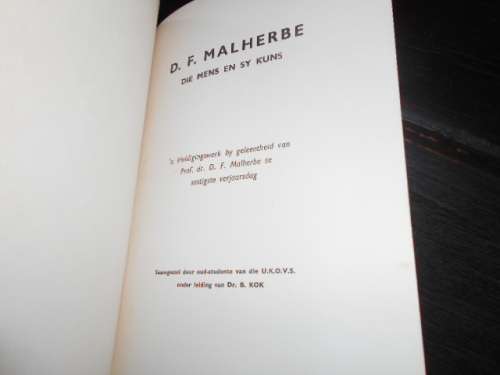 D. F. MALHERBE
DIE MENS EN SY KUNS
'n Huldigingswerk by geleentheid van
Prof. dr. D. F. Malherbe se
sestigste verjaarsdag
Saamgestel deur oud-studente van die U.K.O.V.S.
onder leiding van Dr. B. KOK